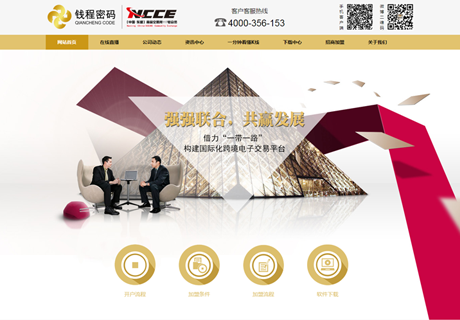 钱程密码
QIANCHENG CODE
NCCE
客户客服热线
4000-356-153
网站首页 在线直播 公司动态 资讯中心 一分钟看懂K线 下载中心 招商加盟 关于我们
强强联合、共赢发展
借力“一带一路”
构建国际化跨境电子交易平台
开户流程 加盟条件 加盟流程 软件下载